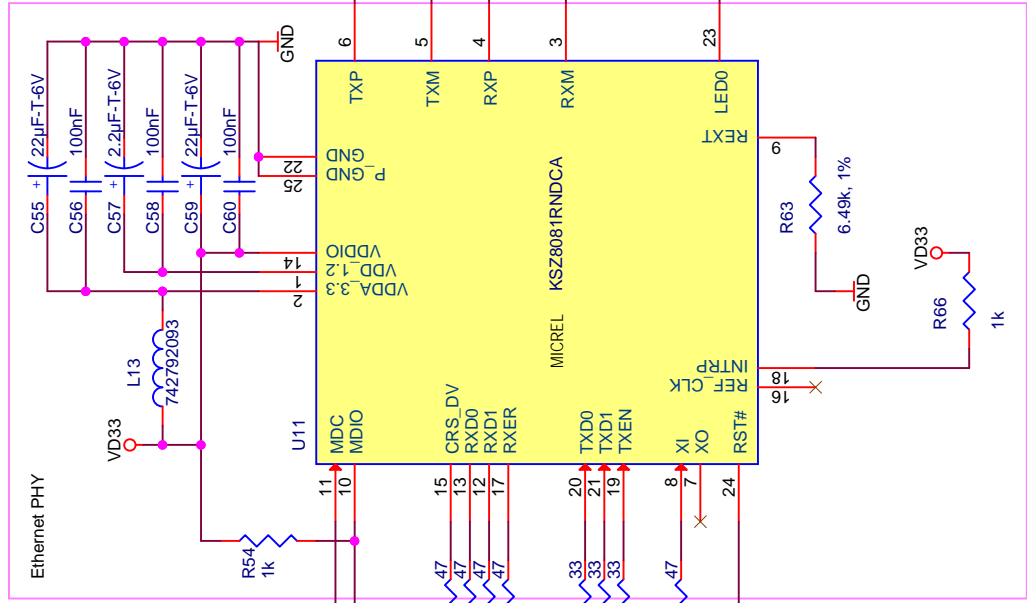 GND
6
5
4
3
23
22µF-T-6V
100nF
2.2µF-T-6V
100nF
22µF-T-6V
100nF
TXP
TXM
RXP
RXM
LED0
REXT
9
GND
22
P_GND
25
C55
C56
C57
C58
C59
C60
R63
6.49k, 1%
VDDIO
14
VDD_1.2
1
VDDA_3.3
2
KSZ8081RNDCA
MICREL
VD33
GND
R66
1k
L13
742792093
INTRP
18
REF_CLK
16
VD33
U11
MDC
MDIO
CRS_DV
RXD0
RXD1
RXER
TXD0
TXD1
TXEN
XI
XO
RST#
11
10
15
13
12
17
20
21
19
8
7
24
Ethernet PHY
R54
1k
47
47
47
47
33
33
33
47